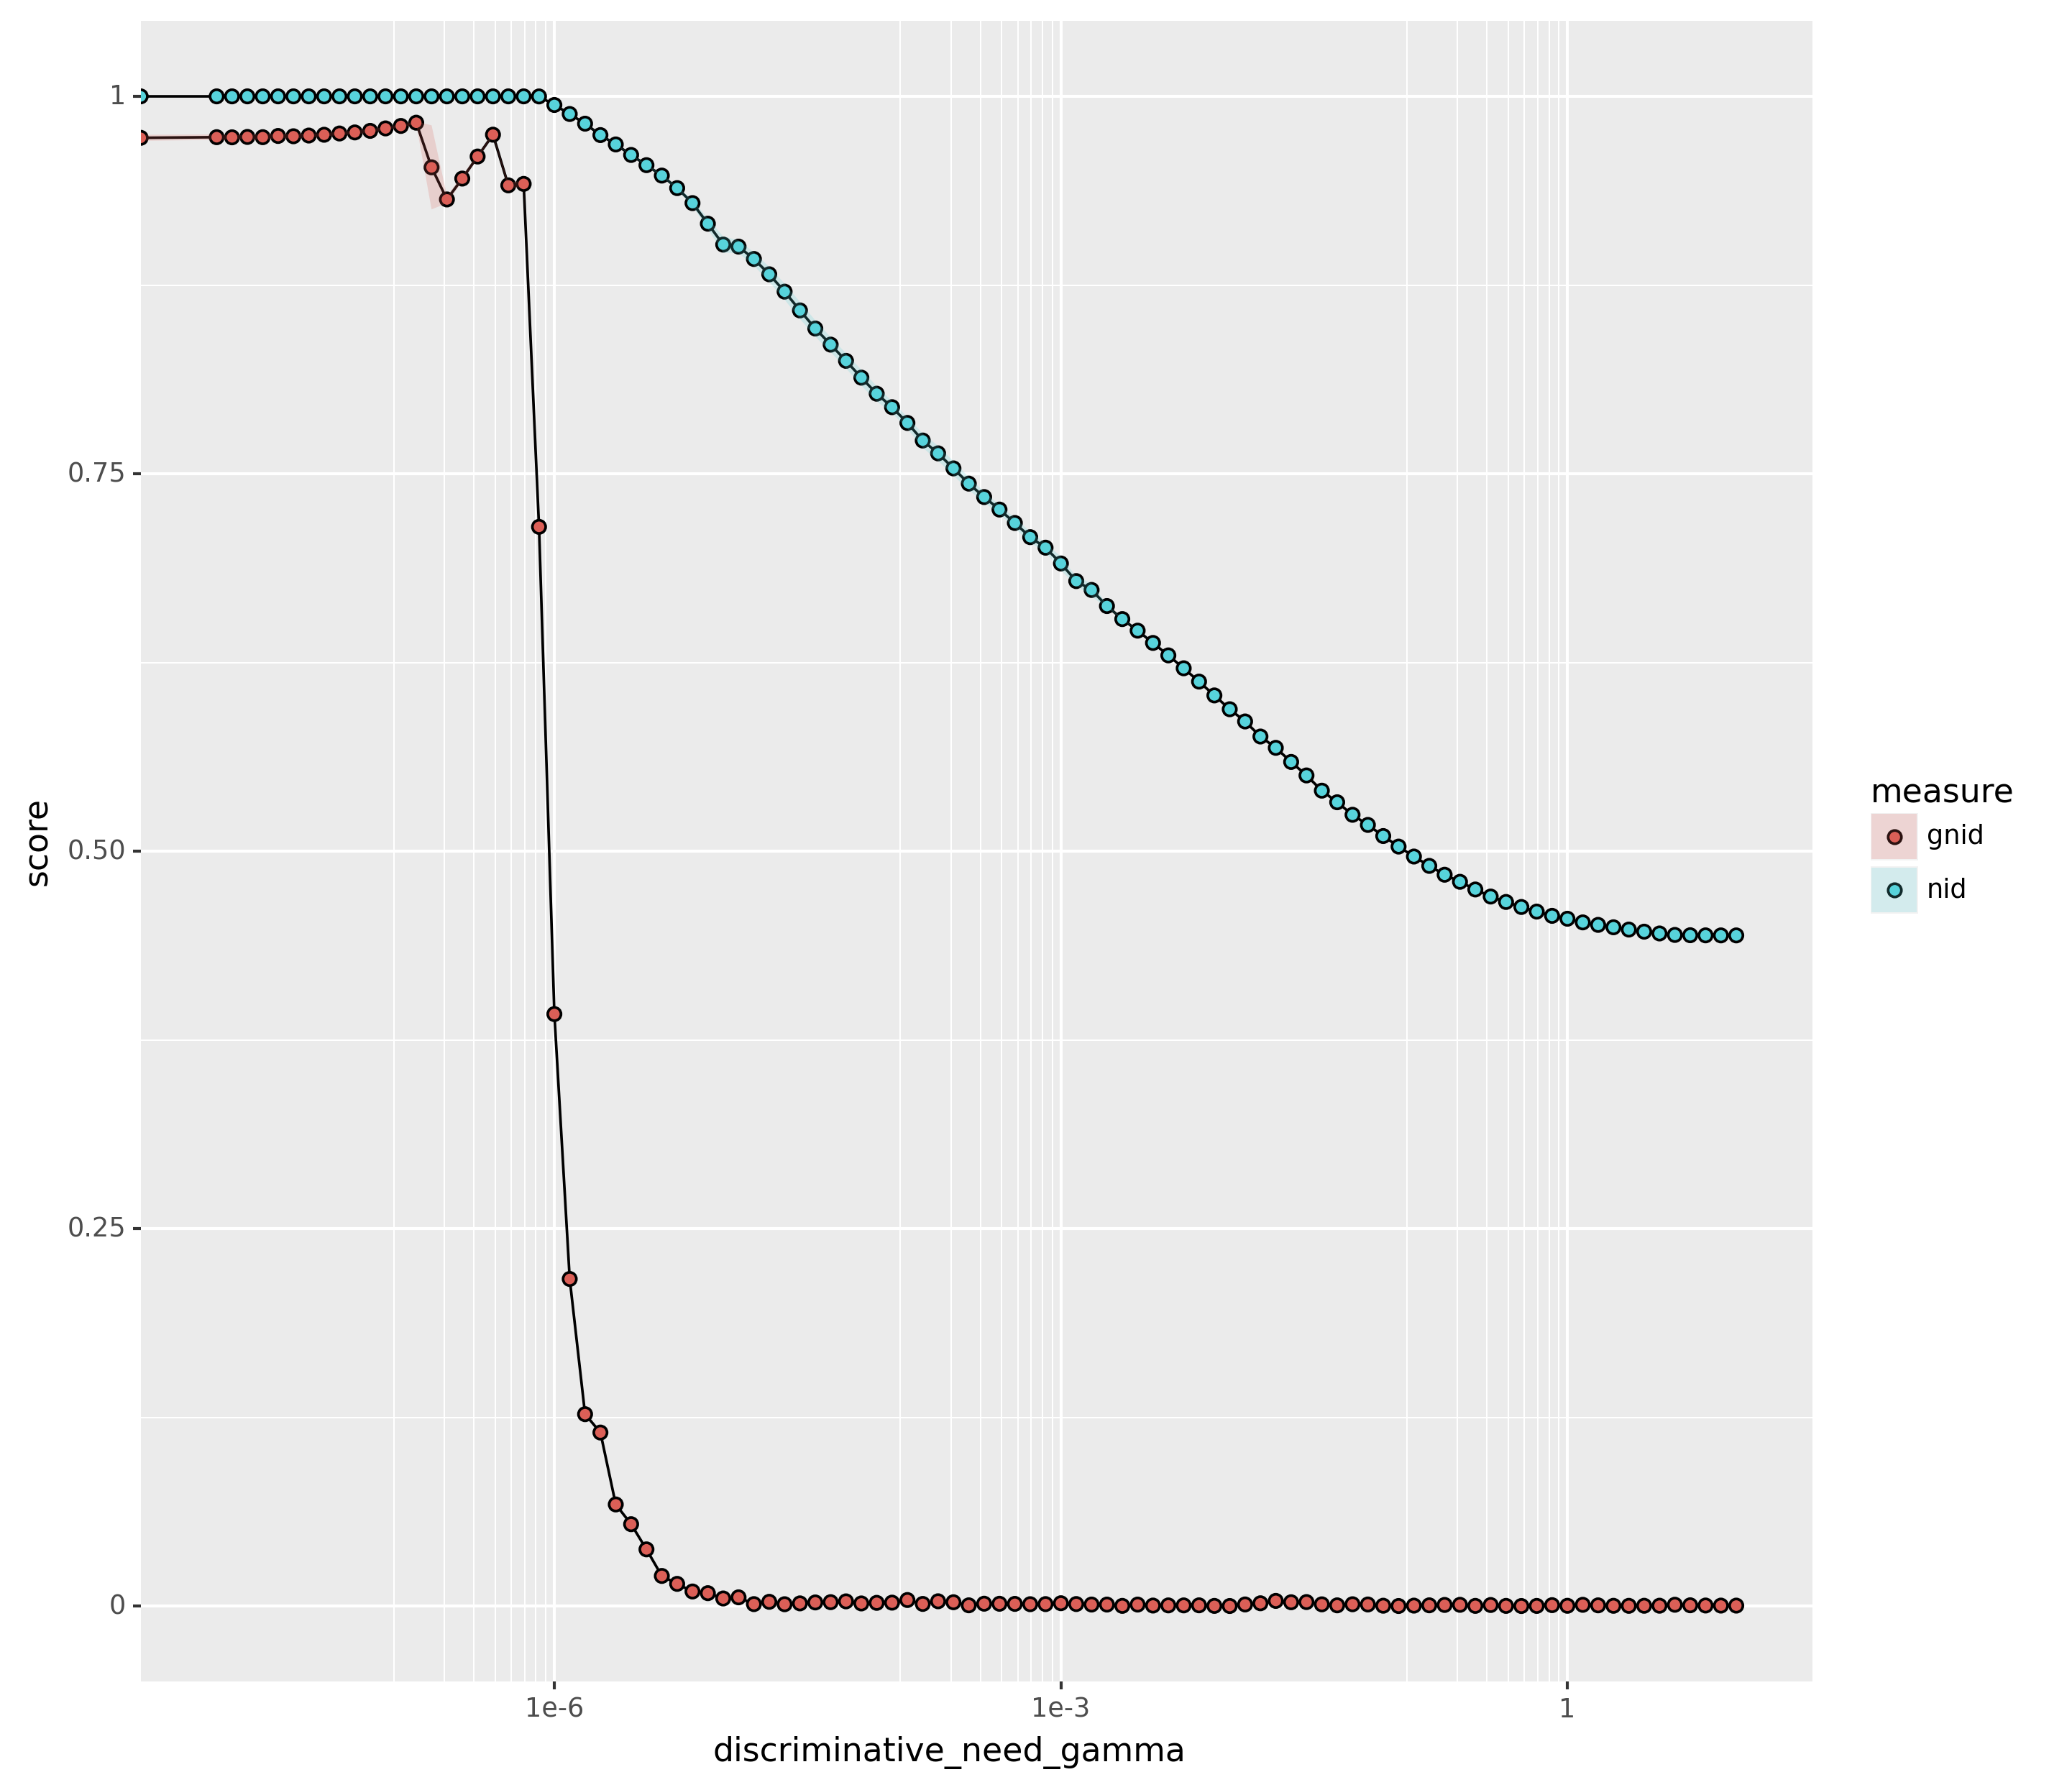 1
0.75
0.50
0.25
0
score
1e-6
1e-3
1
discriminative_need_gamma
measure
gnid
nid